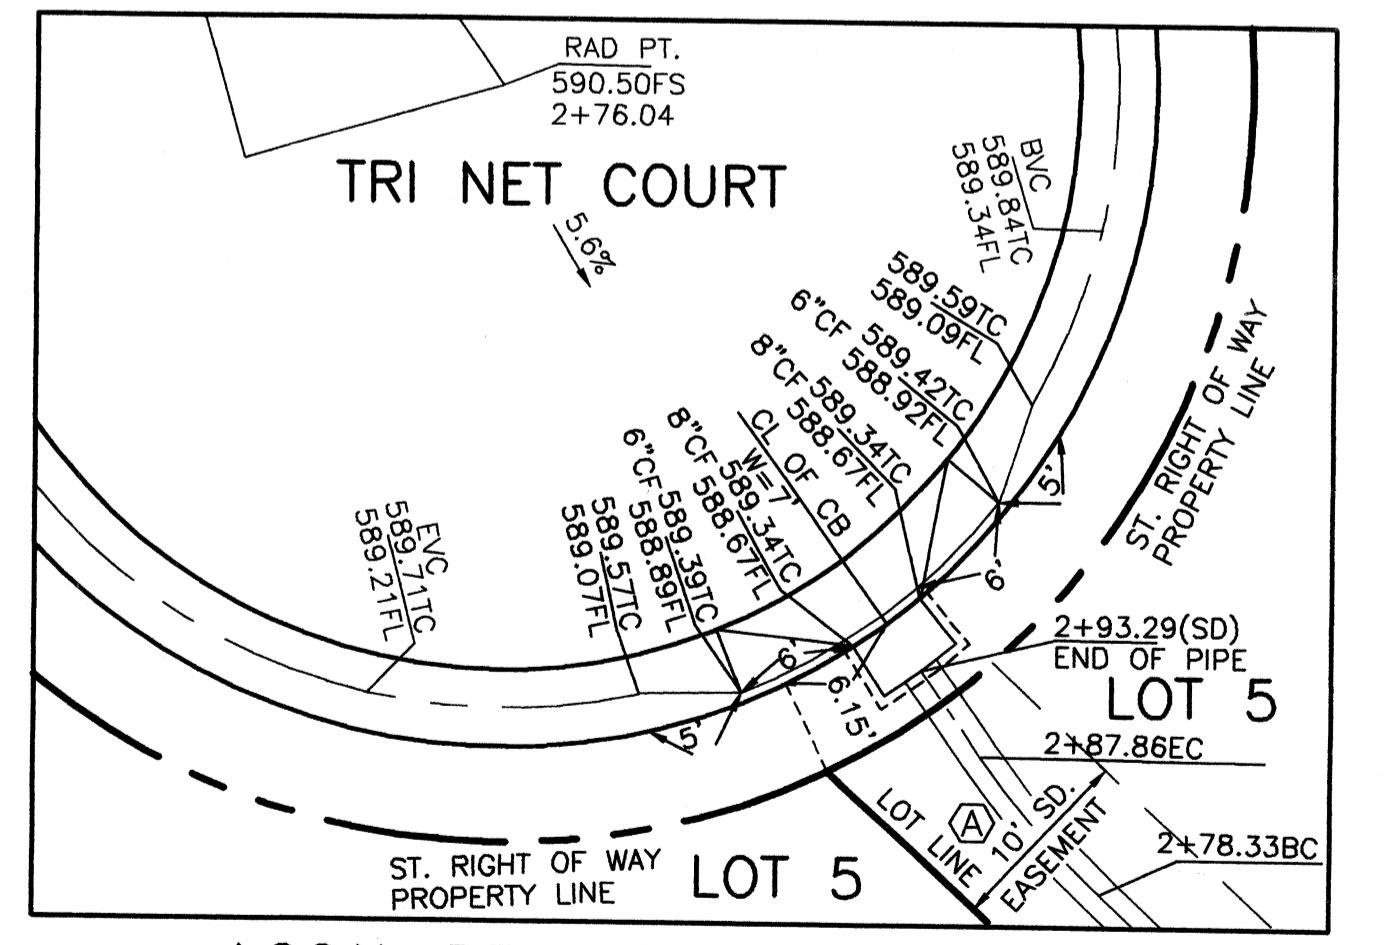 RAD PT.
590.50FS
2+76.04
TRI NET COURT
5.6%
BVC
589.84TC
589.34FL
589.59TC
589.09FL
6"CF 589.42TC
588.92FL
8"CF 589.34TC
588.67FL
CL OF CB
W=7'
8"CF 589.34TC
588.67FL
6"CF 589.39TC
588.89FL
589.57TC
589.07FL
EVC
589.71TC
589.21FL
5'
6'
6'
6.15'
5'
ST. RIGHT OF WAY
PROPERTY LINE
2+93.29(SD)
END OF PIPE
LOT 5
2+87.86EC
LOT LINE
A
10' SD.
EASEMENT
2+78.33BC
ST. RIGHT OF WAY
PROPERTY LINE
LOT 5